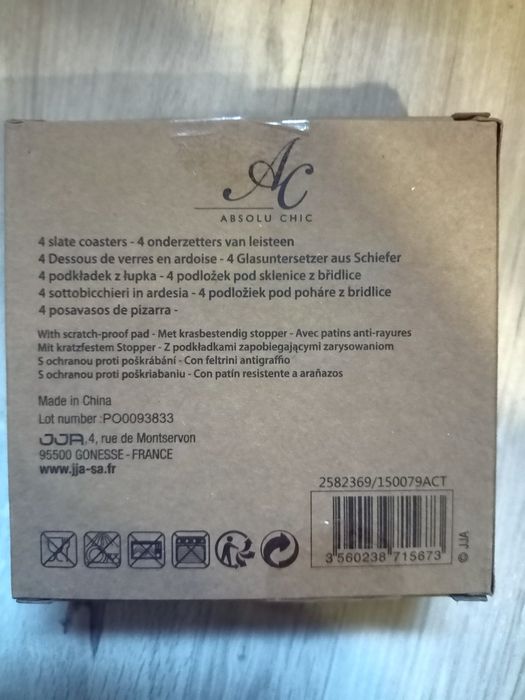 AC
ABSOLU CHIC
4 slate coasters - 4 onderzetters van leisteen
4 Dessous de verres en ardoise - 4 Glasuntersetzer aus Schiefer
4 podkładek z łupka - 4 podložek pod sklenice z břidlice
4 sottobicchieri in ardesia - 4 podložiek pod poháre z bridlice
4 posavasos de pizarra -
With scratch-proof pad - Met krasbestendig stopper - Avec patins anti-rayures
Mit kratzfestem Stopper - Z podkładkami zapobiegającymi zarysowaniom
S ochranou proti poškrábání - Con feltrini antigraffio
S ochranou proti poškriabaniu - Con patín resistente a arañazos
Made in China
Lot number :PO0093833
JJA,4, rue de Montservon
95500 GONESSE - FRANCE
www.jja-sa.fr
2582369/150079ACT
3 560238 715673
© JJA